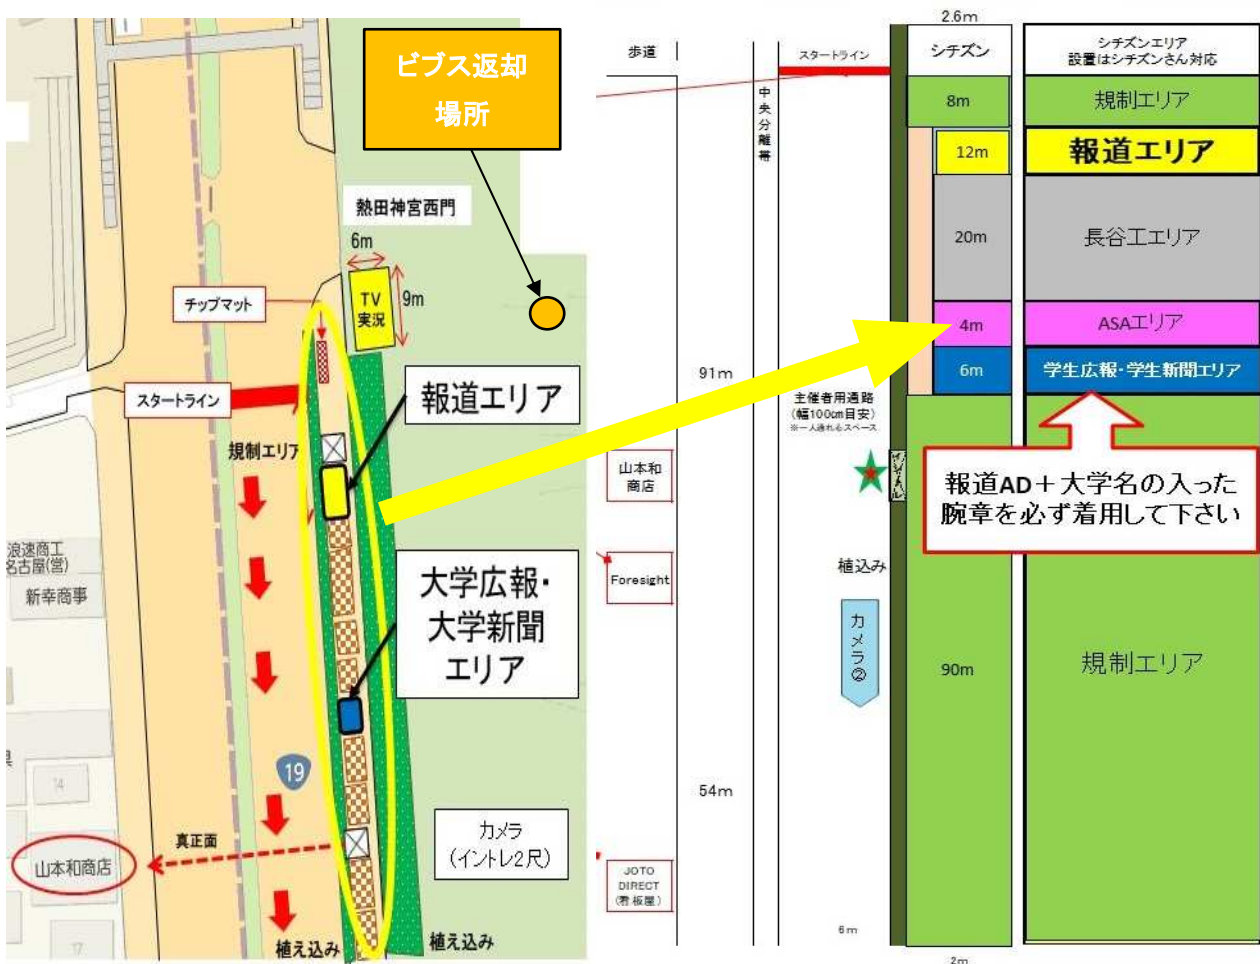 ビブス返却
場所
熱田神宮西門
6m
TV
実況
9m
チップマット
スタートライン
報道エリア
規制エリア
大学広報・
大学新聞
エリア
浪速商工
名古屋(営)
新幸商事
19
14
真正面
山本和商店
カメラ
(イントレ2尺)
17
植え込み
植え込み
歩道
スタートライン
中央分離帯
91m
54m
山本和
商店
Foresight
JOTO
DIRECT
(看板屋)
主催者用通路
(幅100cm目安)
※一人通れるスペース
植込み
カメラ②
6m
2.6m
シチズン
シチズンエリア
設置はシチズンさん対応
8m
規制エリア
12m
報道エリア
20m
長谷工エリア
4m
ASAエリア
6m
学生広報・学生新聞エリア
報道AD+大学名の入った
腕章を必ず着用して下さい
90m
規制エリア
2m